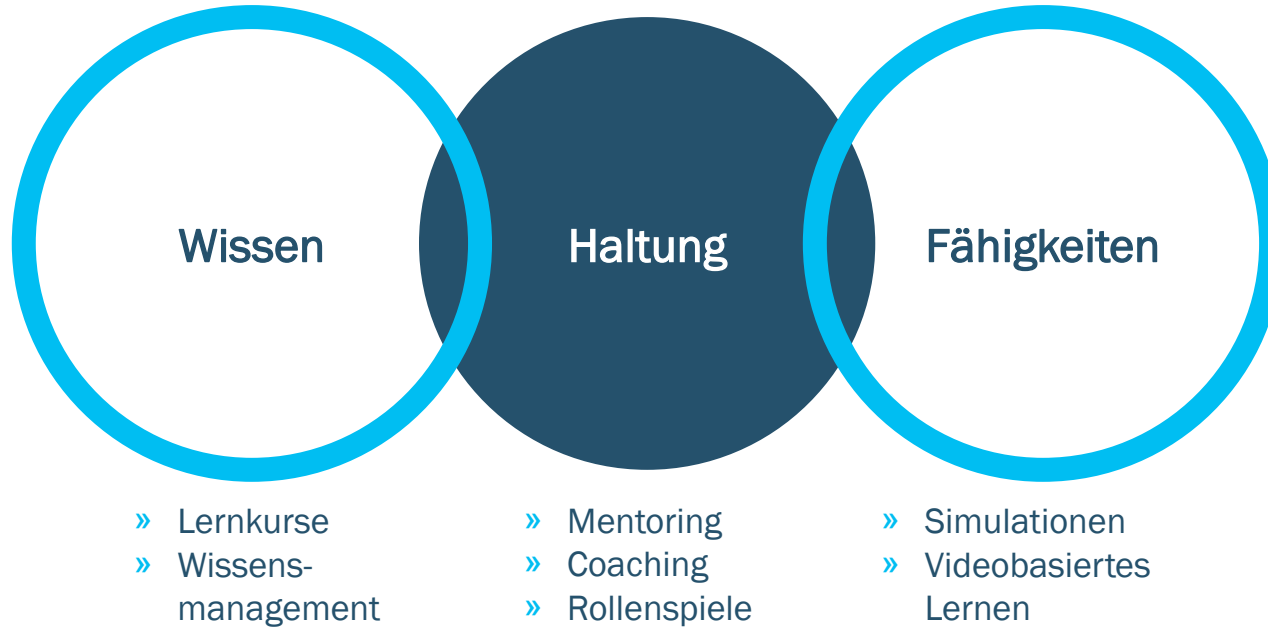 Wissen
Haltung
Fähigkeiten
» Lernkurse
» Wissens-
management
» Mentoring
» Coaching
» Rollenspiele
» Simulationen
» Videobasiertes
Lernen